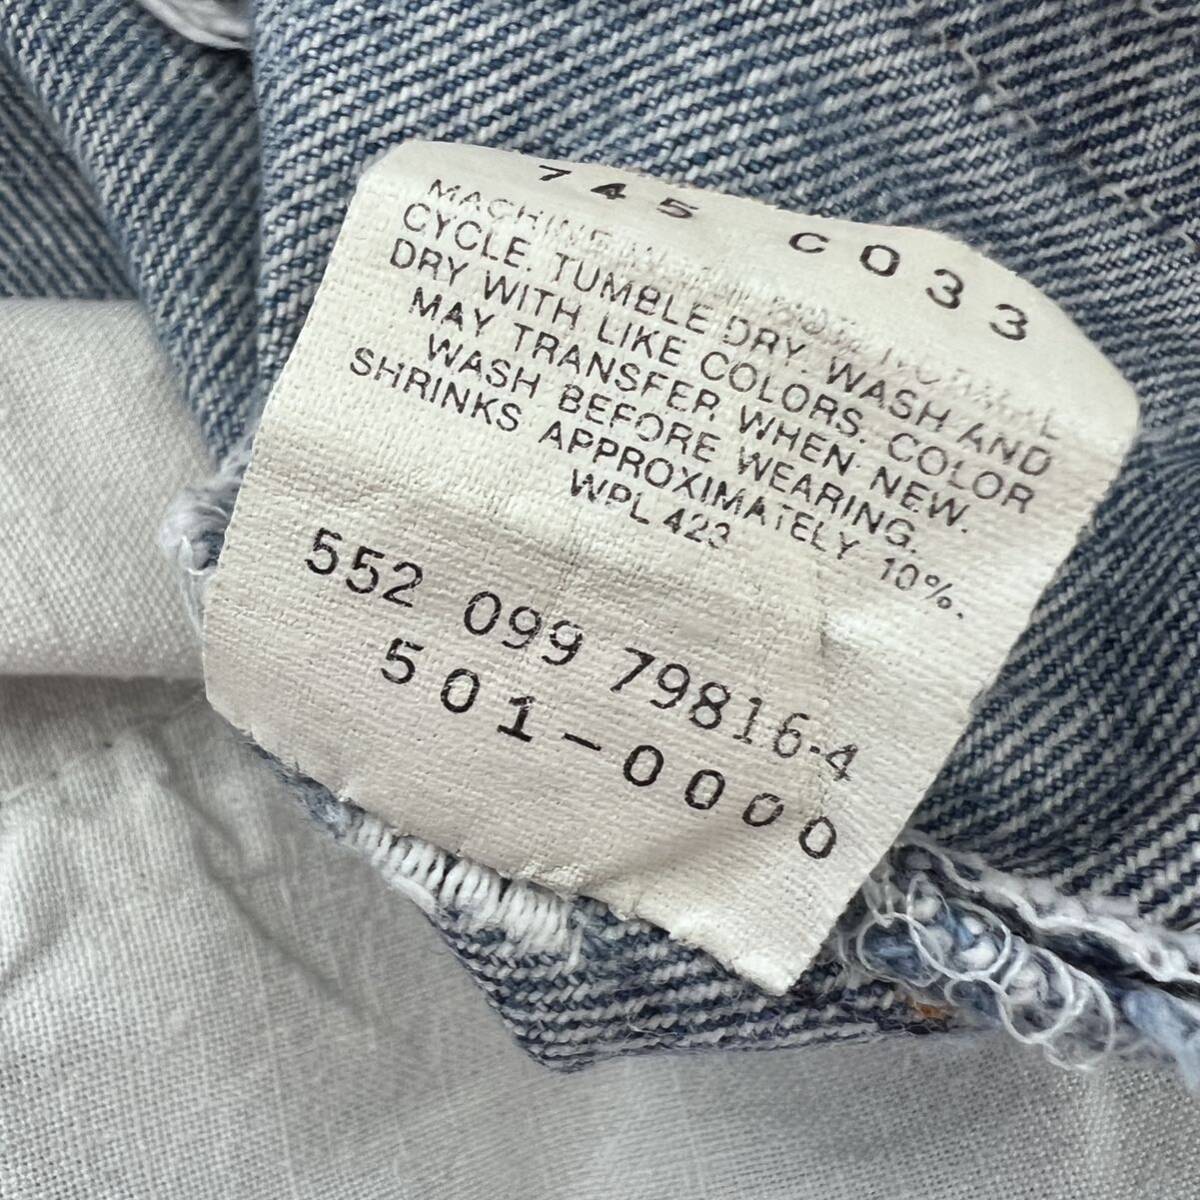 745 C033
MACHINE
CYCLE. TUMBLE DRY. WASH AND
DRY WITH LIKE COLORS. COLOR
MAY TRANSFER WHEN NEW.
WASH BEFORE WEARING.
SHRINKS APPROXIMATELY 10%.
WPL 423
552 099 79816-4
501-0000